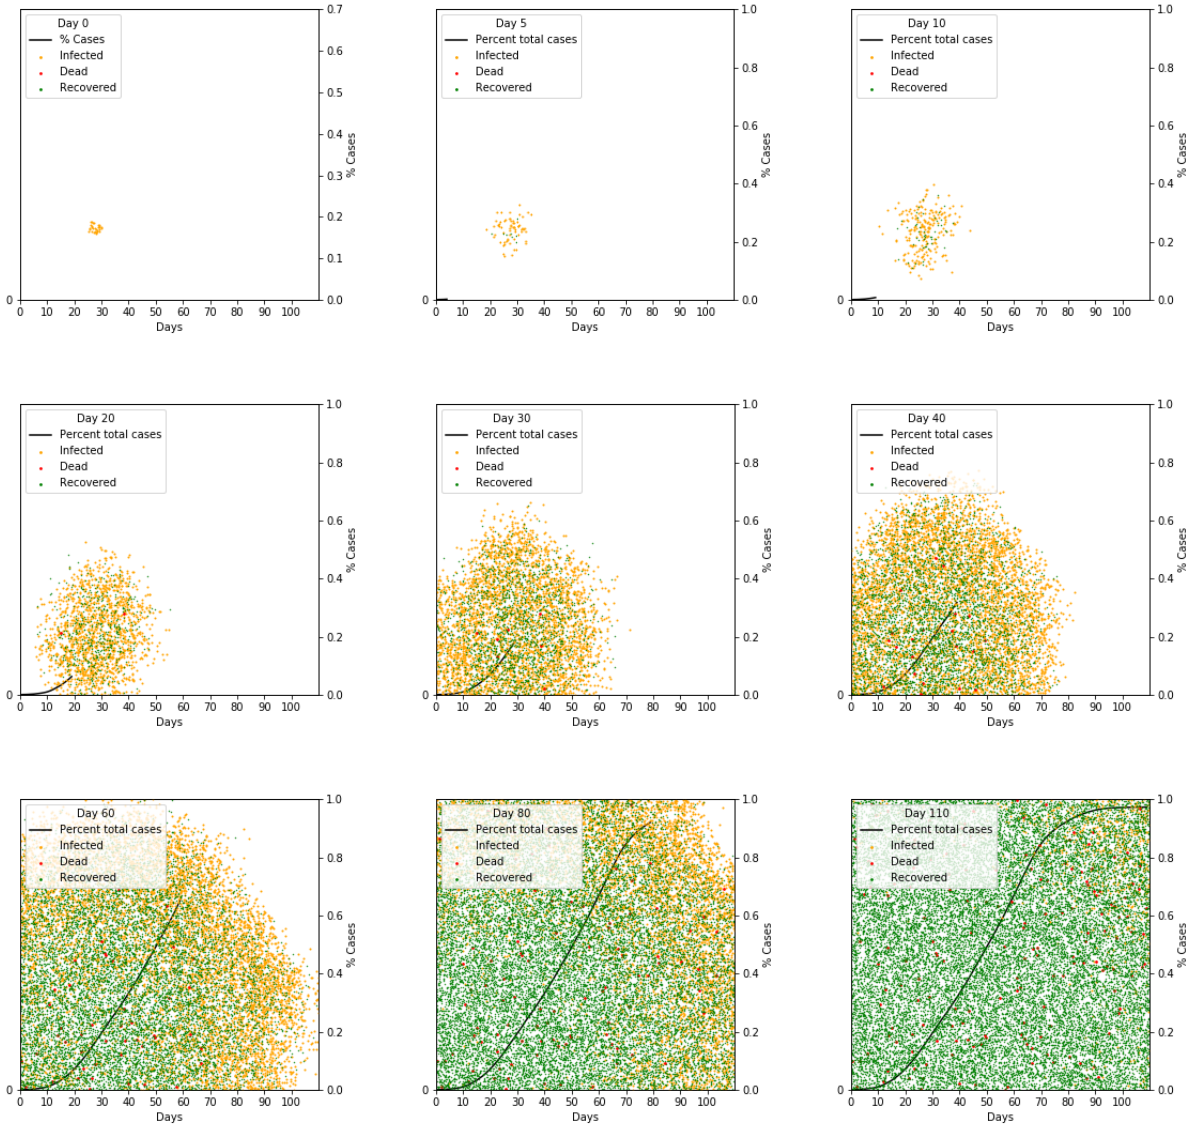 Day 0
% Cases
Infected
Dead
Recovered
0.7
0.6
0.5
0.4
0.3
0.2
0.1
0.0
% Cases
0
0 10 20 30 40 50 60 70 80 90 100
Days
Day 5
Percent total cases
Infected
Dead
Recovered
1.0
0.8
0.6
0.4
0.2
0.0
% Cases
0
0 10 20 30 40 50 60 70 80 90 100
Days
Day 10
Percent total cases
Infected
Dead
Recovered
1.0
0.8
0.6
0.4
0.2
0.0
% Cases
0
0 10 20 30 40 50 60 70 80 90 100
Days
Day 20
Percent total cases
Infected
Dead
Recovered
1.0
0.8
0.6
0.4
0.2
0.0
% Cases
0
0 10 20 30 40 50 60 70 80 90 100
Days
Day 30
Percent total cases
Infected
Dead
Recovered
1.0
0.8
0.6
0.4
0.2
0.0
% Cases
0
0 10 20 30 40 50 60 70 80 90 100
Days
Day 40
Percent total cases
Infected
Dead
Recovered
1.0
0.8
0.6
0.4
0.2
0.0
% Cases
0
0 10 20 30 40 50 60 70 80 90 100
Days
Day 60
Percent total cases
Infected
Dead
Recovered
1.0
0.8
0.6
0.4
0.2
0.0
% Cases
0
0 10 20 30 40 50 60 70 80 90 100
Days
Day 80
Percent total cases
Infected
Dead
Recovered
1.0
0.8
0.6
0.4
0.2
0.0
% Cases
0
0 10 20 30 40 50 60 70 80 90 100
Days
Day 110
Percent total cases
Infected
Dead
Recovered
1.0
0.8
0.6
0.4
0.2
0.0
% Cases
0
0 10 20 30 40 50 60 70 80 90 100
Days